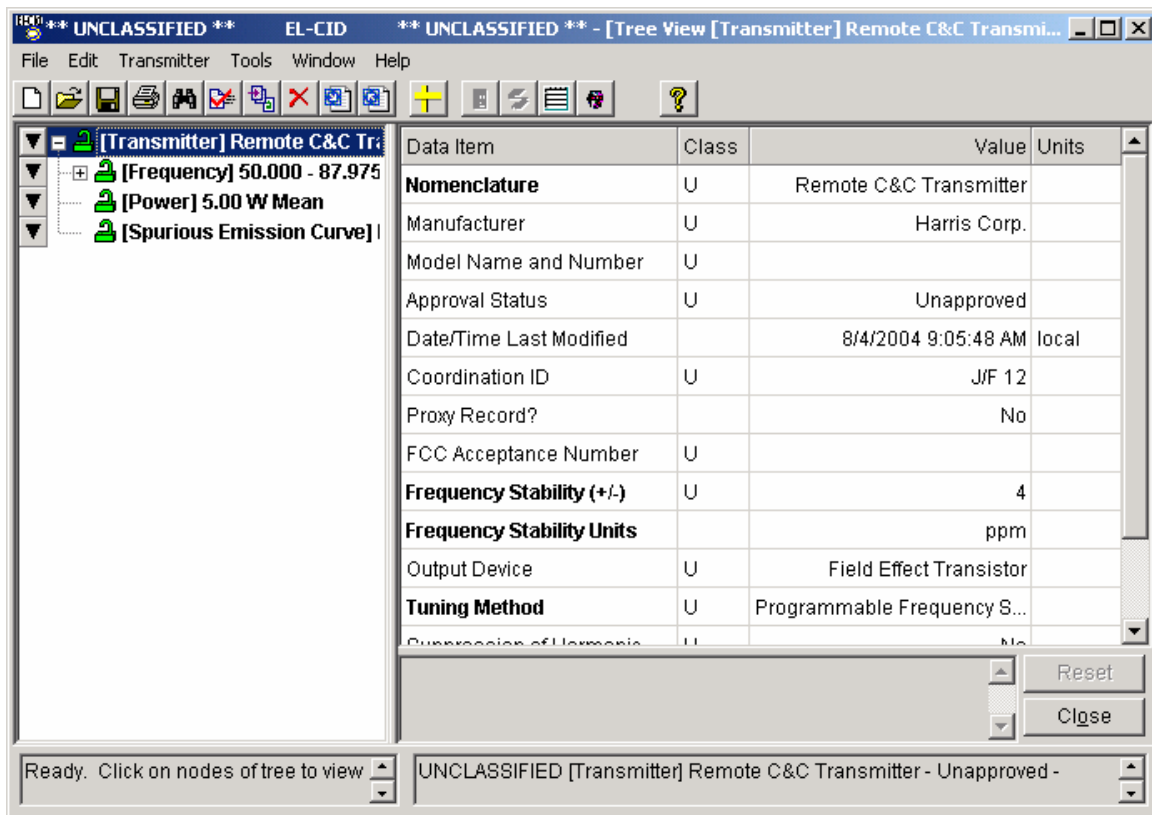 ** UNCLASSIFIED ** EL-CID ** UNCLASSIFIED ** - [Tree View [Transmitter] Remote C&C Transmi...
File Edit Transmitter Tools Window Help
[Transmitter] Remote C&C Tra
[Frequency] 50.000 - 87.975
[Power] 5.00 W Mean
[Spurious Emission Curve]
Data Item Class Value Units
Nomenclature U Remote C&C Transmitter
Manufacturer U Harris Corp.
Model Name and Number U
Approval Status U Unapproved
Date/Time Last Modified 8/4/2004 9:05:48 AM local
Coordination ID U J/F 12
Proxy Record? No
FCC Acceptance Number U
Frequency Stability (+/-) U 4
Frequency Stability Units ppm
Output Device U Field Effect Transistor
Tuning Method U Programmable Frequency S...
Suppression of Harmonic U No
Reset
Close
Ready. Click on nodes of tree to view
UNCLASSIFIED [Transmitter] Remote C&C Transmitter - Unapproved -